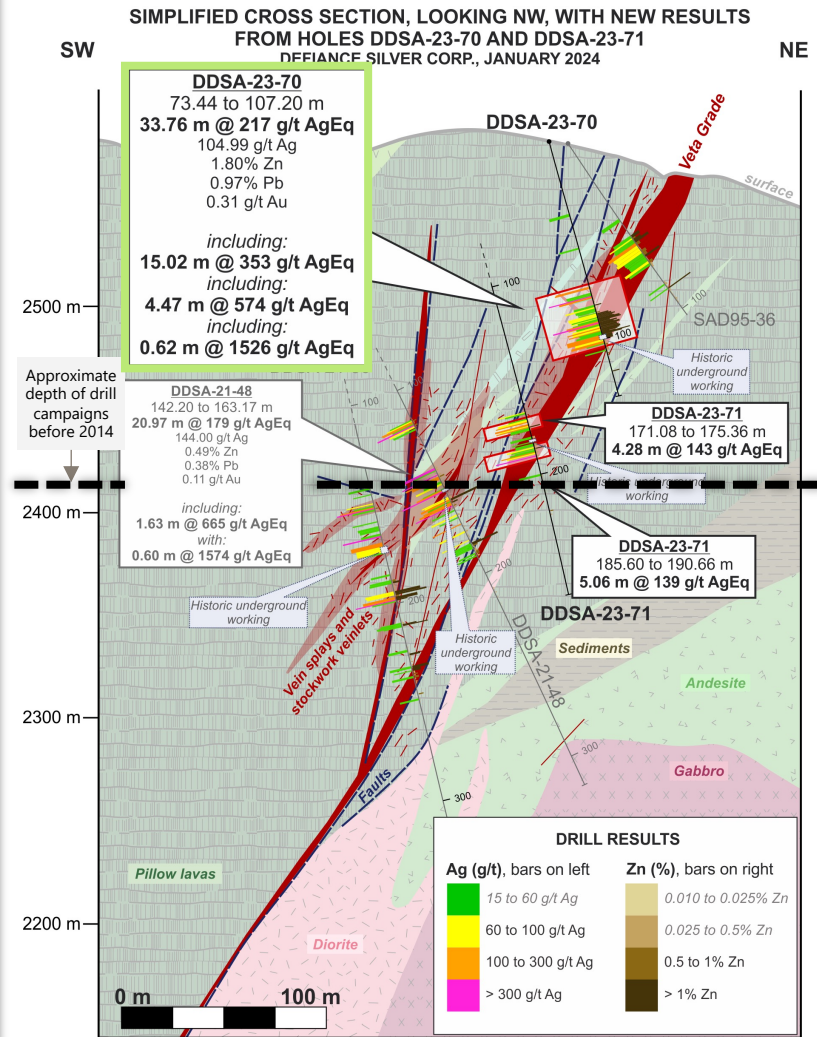 SIMPLIFIED CROSS SECTION, LOOKING NW, WITH NEW RESULTS
FROM HOLES DDSA-23-70 AND DDSA-23-71
DEFIANCE SILVER CORP., JANUARY 2024
SW
NE
DDSA-23-70
73.44 to 107.20 m
33.76 m @ 217 g/t AgEq
104.99 g/t Ag
1.80% Zn
0.97% Pb
0.31 g/t Au
including:
15.02 m @ 353 g/t AgEq
including:
4.47 m @ 574 g/t AgEq
including:
0.62 m @ 1526 g/t AgEq
DDSA-23-70
Veta Grade
surface
100
100
SAD95-36
100
2500 m
Historic
underground
working
Approximate
depth of drill
campaigns
before 2014
DDSA-21-48
142.20 to 163.17 m
20.97 m @ 179 g/t AgEq
144.00 g/t Ag
0.49% Zn
0.38% Pb
0.11 g/t Au
including:
1.63 m @ 665 g/t AgEq
with:
0.60 m @ 1574 g/t AgEq
100
100
DDSA-23-71
171.08 to 175.36 m
4.28 m @ 143 g/t AgEq
200
Historic underground
working
2400 m
DDSA-23-71
185.60 to 190.66 m
5.06 m @ 139 g/t AgEq
DDSA-23-71
200
200
Historic underground
working
Historic
underground
working
Vein splays and
stockwork veinlets
DDSA-21-48
Sediments
Andesite
2300 m
300
Gabbro
Faults
300
Pillow lavas
2200 m
Diorite
0 m
100 m
DRILL RESULTS
Ag (g/t), bars on left
Zn (%), bars on right
15 to 60 g/t Ag
0.010 to 0.025% Zn
60 to 100 g/t Ag
0.025 to 0.5% Zn
100 to 300 g/t Ag
0.5 to 1% Zn
> 300 g/t Ag
> 1% Zn